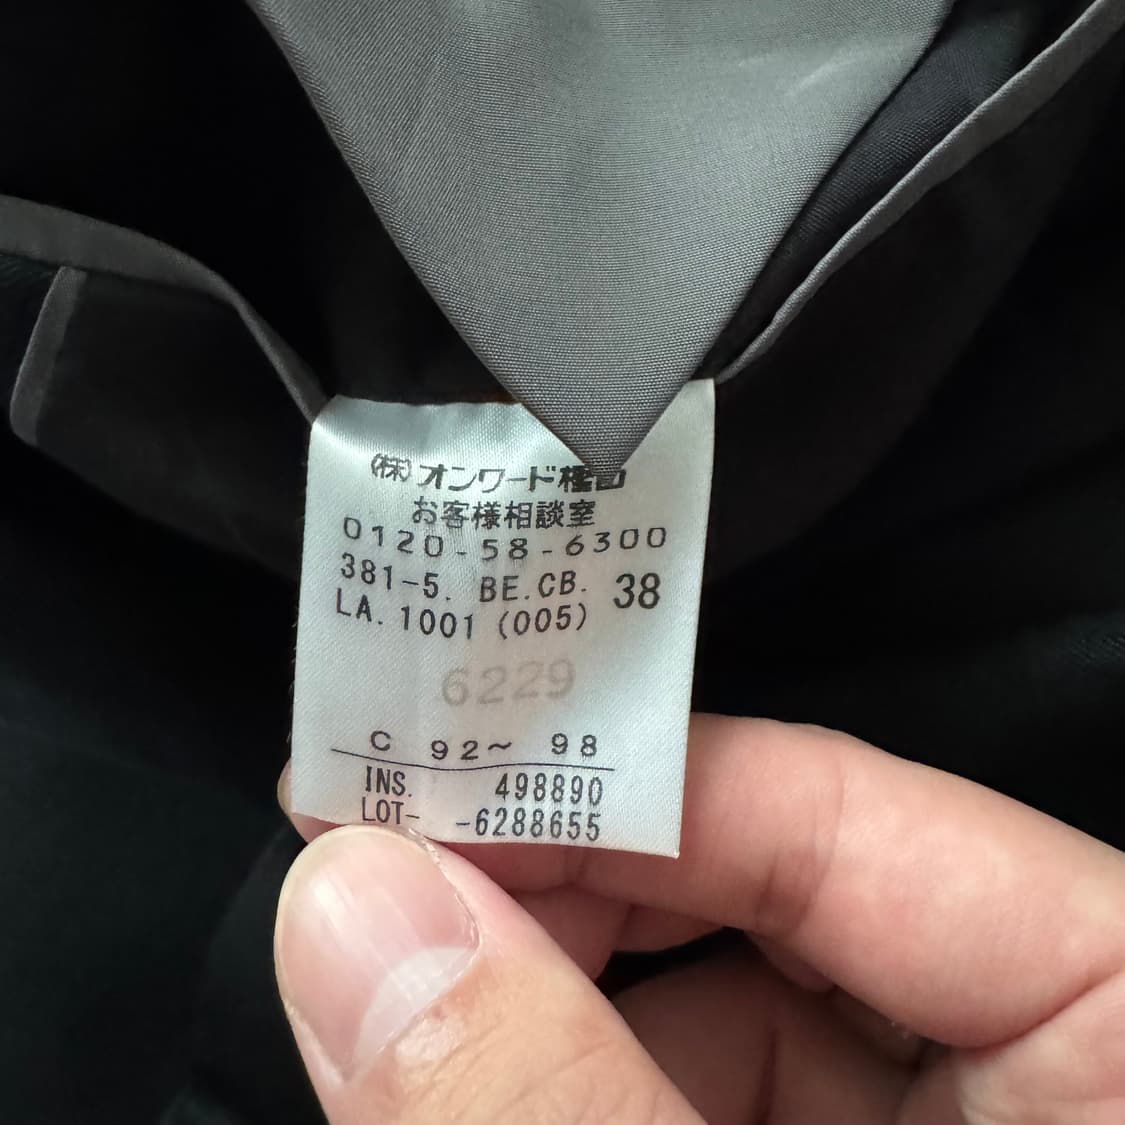 (株)オンワード樫山
お客様相談室
0120-58-6300
381-5. BE.CB. 38
LA. 1001 (005)
6229
C 92~ 98
INS. 498890
LOT- -6288655